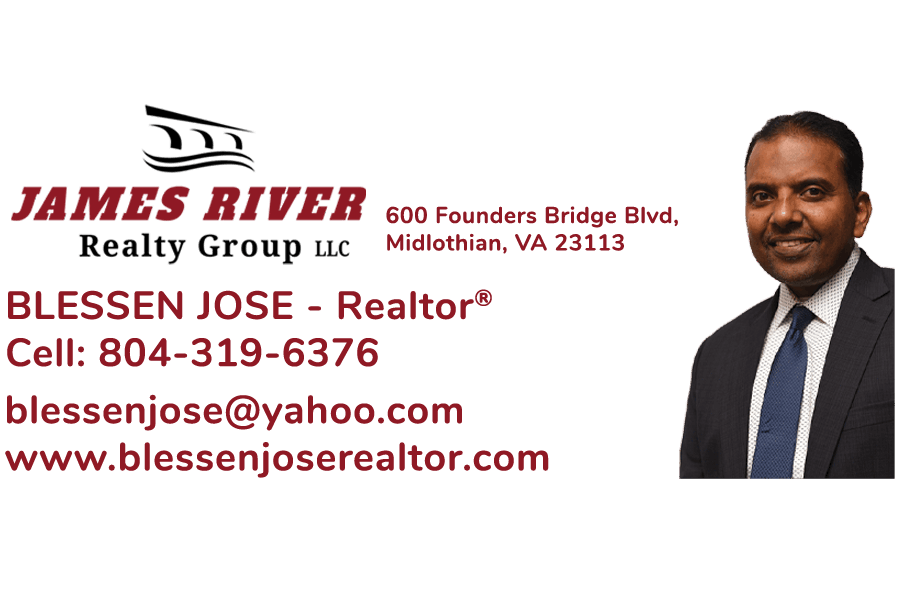 JAMES RIVER
Realty Group LLC
600 Founders Bridge Blvd,
Midlothian, VA 23113
BLESSEN JOSE - Realtor®
Cell: 804-319-6376
blessenjose@yahoo.com
www.blessenjoserealtor.com